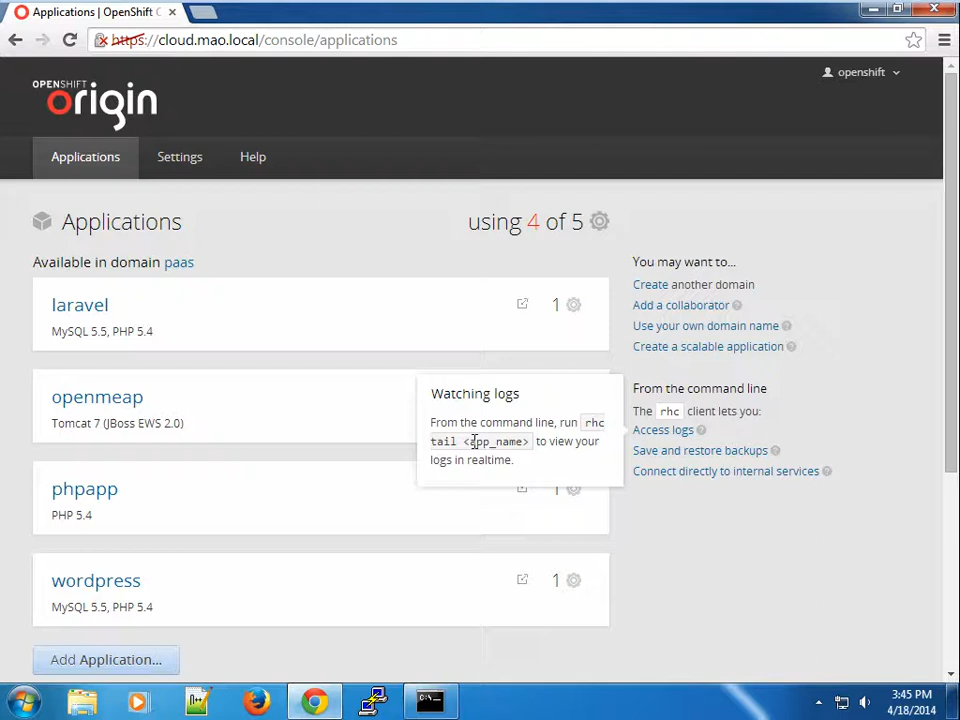 Applications | OpenShift O
https://cloud.mao.local/console/applications
OPENSHIFT
origin
openshift
Applications Settings Help
Applications
using 4 of 5
Available in domain paas
laravel
1
MySQL 5.5, PHP 5.4
openmeap
Tomcat 7 (JBoss EWS 2.0)
phpapp
1
PHP 5.4
wordpress
1
MySQL 5.5, PHP 5.4
Add Application...
Watching logs
From the command line, run rhc
tail <app_name> to view your
logs in realtime.
You may want to...
Create another domain
Add a collaborator ?
Use your own domain name ?
Create a scalable application ?
From the command line
The rhc client lets you:
Access logs ?
Save and restore backups ?
Connect directly to internal services ?
C:\.
3:45 PM
4/18/2014